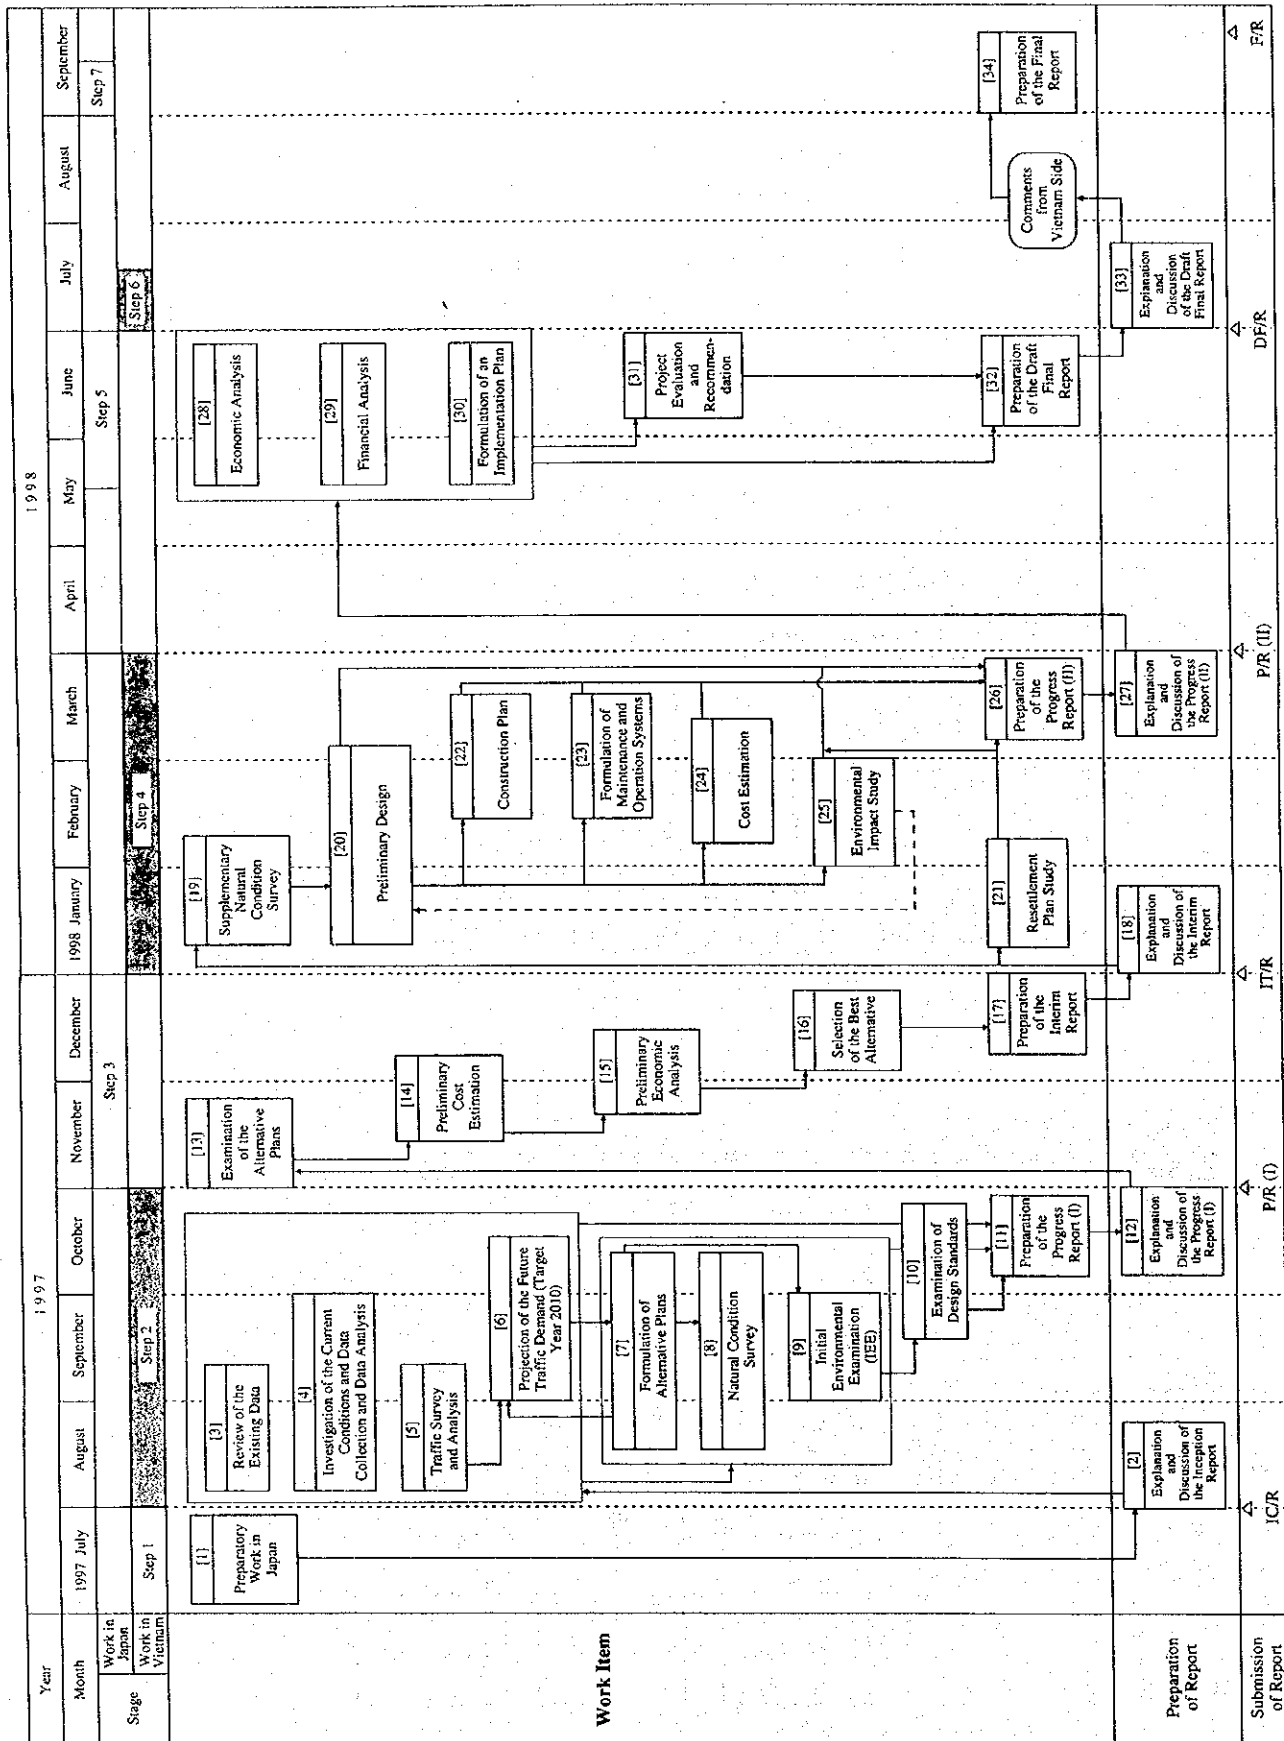 Year
1997
1998
Month
1997 July
August
September
October
November
December
1998 January
February
March
April
May
June
July
August
September
Stage
Work in
Japan
Step 3
Step 5
Step 7
Work in
Vietnam
Step 1
Step 2
Step 4
Step 6
Work Item
[1]
Preparatory
Work in
Japan
[3]
Review of the
Existing Data
[4]
Investigation of the Current
Conditions and Data
Collection and Data Analysis
[5]
Traffic Survey
and Analysis
[6]
Projection of the Future
Traffic Demand (Target
Year 2010)
[7]
Formulation of
Alternative Plans
[8]
Natural Condition
Survey
[9]
Initial
Environmental
Examination
(IEE)
[10]
Examination of
Design Standards
[11]
Preparation
of the
Progress
Report (I)
[13]
Examination
of the
Alternative
Plans
[14]
Preliminary
Cost
Estimation
[15]
Preliminary
Economic
Analysis
[16]
Selection
of the Best
Alternative
[17]
Preparation
of the
Interim
Report
[19]
Supplementary
Natural
Condition
Survey
[20]
Preliminary Design
[22]
Construction Plan
[23]
Formulation of
Maintenance and
Operation Systems
[24]
Cost Estimation
[25]
Environmental
Impact Study
[21]
Resettlement
Plan Study
[26]
Preparation
of the
Progress
Report (II)
[28]
Economic Analysis
[29]
Financial Analysis
[30]
Formulation of an
Implementation Plan
[31]
Project
Evaluation
and
Recommen-
dation
[32]
Preparation
of the Draft
Final
Report
Comments
from
Vietnam Side
[34]
Preparation
of the Final
Report
Preparation
of Report
[2]
Explanation
and
Discussion of
the Inception
Report
[12]
Explanation
and
Discussion of
the Progress
Report (I)
[18]
Explanation
and
Discussion of
the Interim
Report
[27]
Explanation
and
Discussion of
the Progress
Report (II)
[33]
Explanation
and
Discussion
of the Draft
Final Report
Submission
of Report
IC/R
P/R (I)
IT/R
P/R (II)
DF/R
F/R